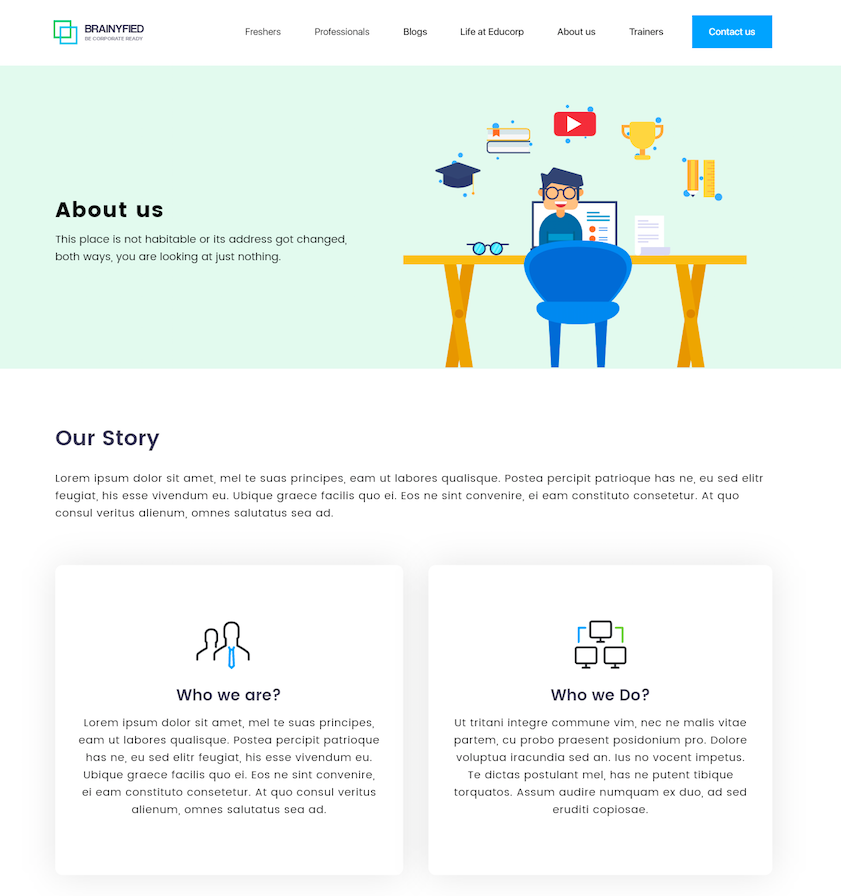 BRAINYFIED
BE CORPORATE READY
Freshers Professionals Blogs Life at Educorp About us Trainers Contact us
About us
This place is not habitable or its address got changed,
both ways, you are looking at just nothing.
Our Story
Lorem ipsum dolor sit amet, mel te suas principes, eam ut labores qualisque. Postea percipit patrioque has ne, eu sed elitr
feugiat, his esse vivendum eu. Ubique graece facilis quo ei. Eos ne sint convenire, ei eam constituto consetetur. At quo
consul veritus alienum, omnes salutatus sea ad.
Who we are?
Lorem ipsum dolor sit amet, mel te suas principes,
eam ut labores qualisque. Postea percipit patrioque
has ne, eu sed elitr feugiat, his esse vivendum eu.
Ubique graece facilis quo ei. Eos ne sint convenire,
ei eam constituto consetetur. At quo consul veritus
alienum, omnes salutatus sea ad.
Who we Do?
Ut tritani integre commune vim, nec ne malis vitae
partem, cu probo praesent posidonium pro. Dolore
voluptua iracundia sed an. Ius no vocent impetus.
Te dictas postulant mel, has ne putent tibique
torquatos. Assum audire numquam ex duo, ad sed
eruditi copiosae.